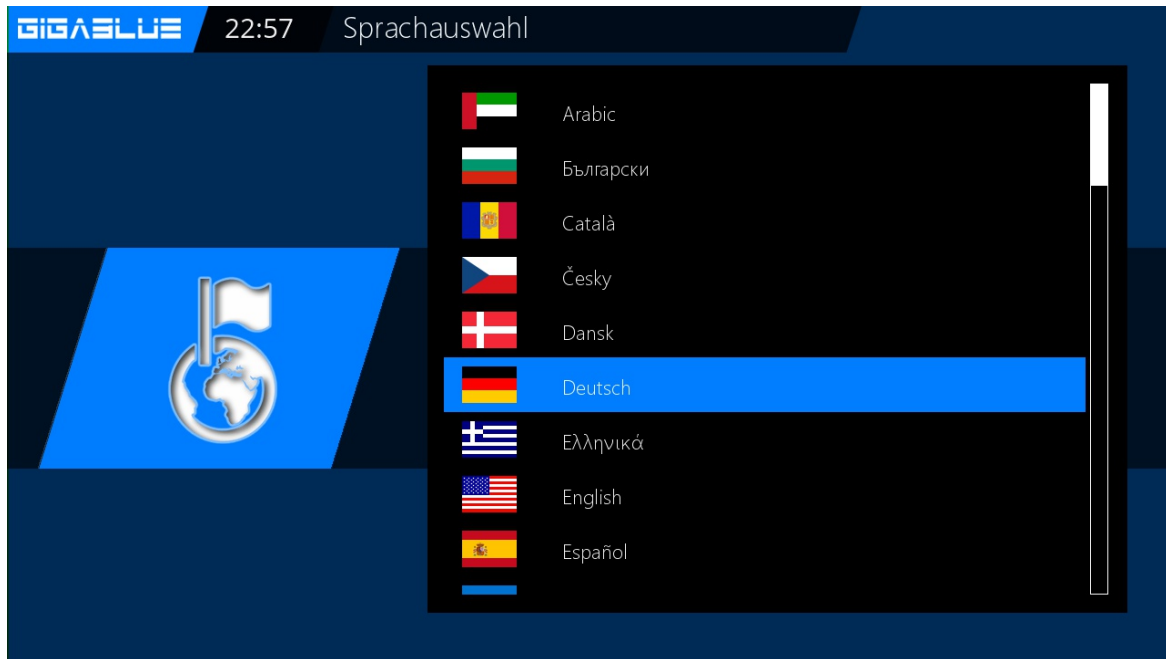 GIGABLUE 22:57 Sprachauswahl
Arabic
Български
Català
Česky
Dansk
Deutsch
Ελληνικά
English
Español